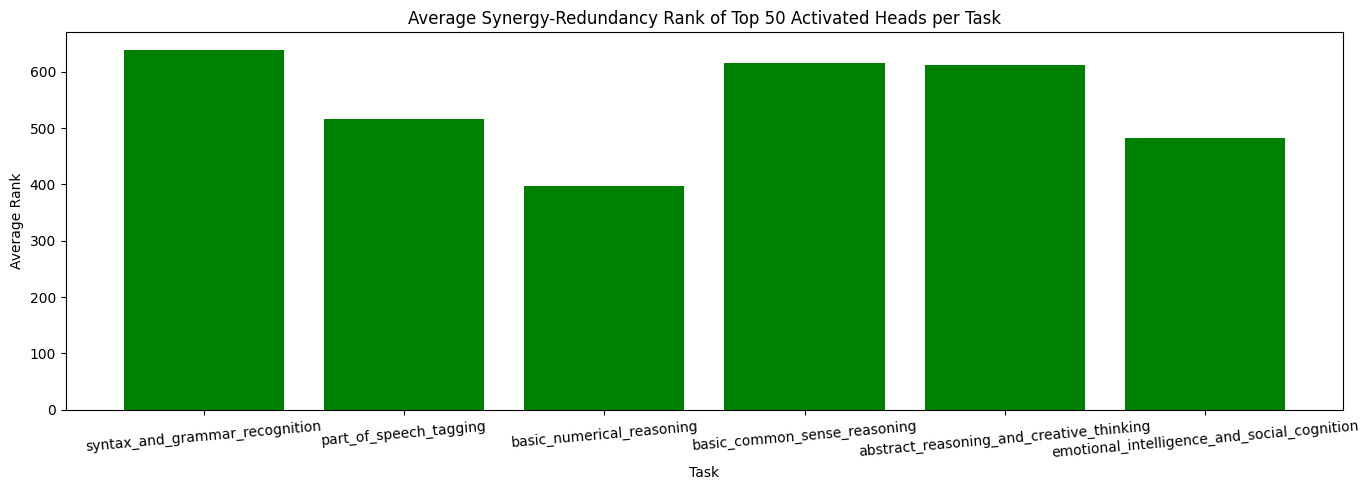 Average Synergy-Redundancy Rank of Top 50 Activated Heads per Task
Average Rank
600
500
400
300
200
100
0
syntax_and_grammar_recognition
part_of_speech_tagging
basic_numerical_reasoning
basic_common_sense_reasoning
abstract_reasoning_and_creative_thinking
emotional_intelligence_and_social_cognition
Task